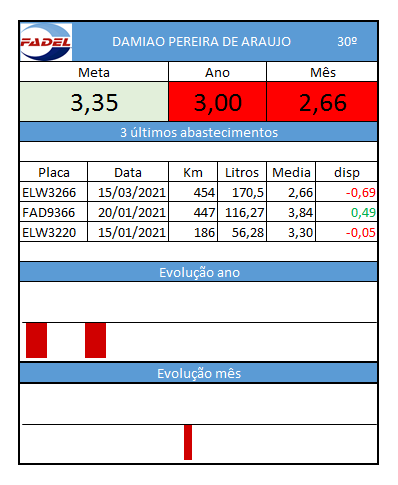 FADEL DAMIAO PEREIRA DE ARAUJO 30º
Meta Ano Mês
3,35 3,00 2,66
3 últimos abastecimentos
Placa Data Km Litros Media disp
ELW3266 15/03/2021 454 170,5 2,66 -0,69
FAD9366 20/01/2021 447 116,27 3,84 0,49
ELW3220 15/01/2021 186 56,28 3,30 -0,05
Evolução ano
Evolução mês